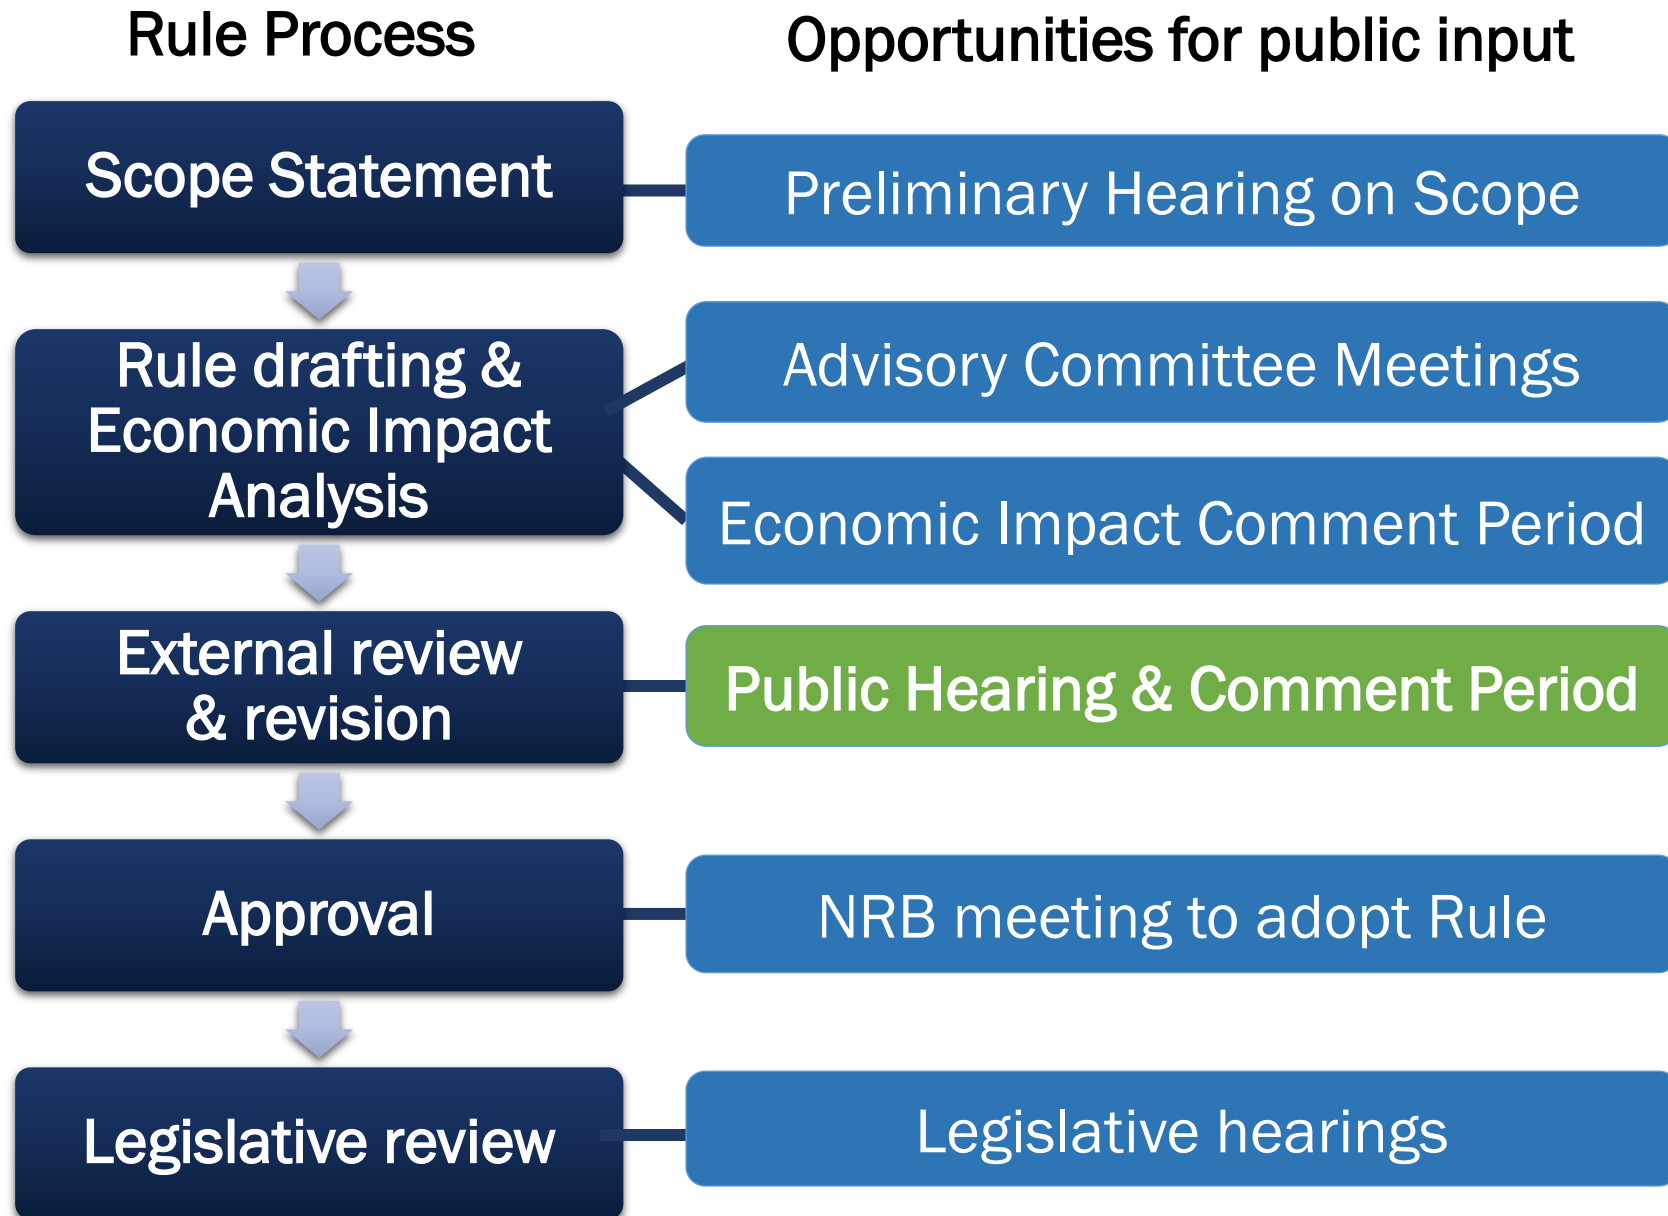 Rule Process
Opportunities for public input
Scope Statement
Preliminary Hearing on Scope
Rule drafting &
Economic Impact
Analysis
Advisory Committee Meetings
Economic Impact Comment Period
External review
& revision
Public Hearing & Comment Period
Approval
NRB meeting to adopt Rule
Legislative review
Legislative hearings